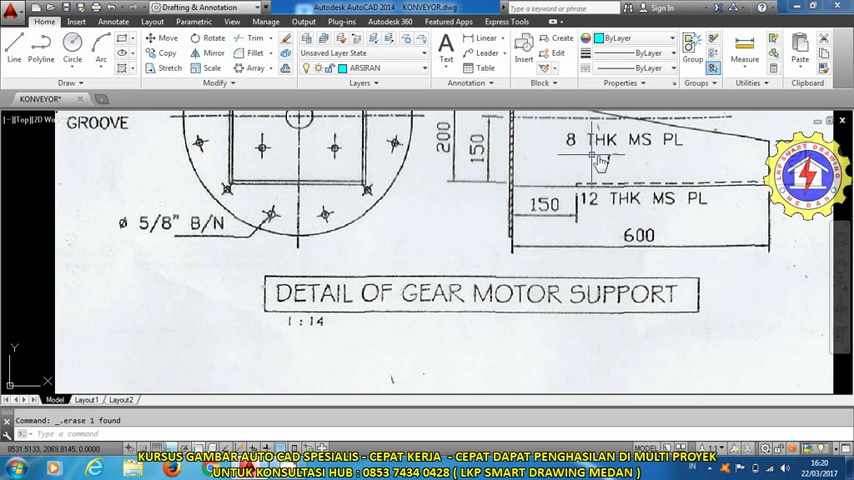 Drafting & Annotation
Autodesk AutoCAD 2014 KONVEYOR.dwg
Type a keyword or phrase
Sign In
Home Insert Annotate Layout Parametric View Manage Output Plug-ins Autodesk 360 Featured Apps Express Tools
Line Polyline Circle Arc
Move Rotate Trim
Copy Mirror Fillet
Stretch Scale Array
Unsaved Layer State
ARSIRAN
Text
Linear
Leader
Table
Insert
Create
Edit
ByLayer
ByLayer
ByLayer
Group
Measure
Paste
Draw Modify Layers Annotation Block Properties Groups Utilities Clipboard
KONVEYOR*
GROOVE
200
150
8 THK MS PL
150
12 THK MS PL
600
ø 5/8" B/N
DETAIL OF GEAR MOTOR SUPPORT
1 : 14
LKP SMART DRAWING
MEDAN
Y
X
Model Layout1 Layout2
Command: _.erase 1 found
Type a command
8531.5133, 2069.8145, 0.0000
MODEL
1:1
KURSUS GAMBAR AUTO CAD SPESIALIS - CEPAT KERJA - CEPAT DAPAT PENGHASILAN DI MULTI PROYEK
UNTUK KONSULTASI HUB : 0853 7434 0428 ( LKP SMART DRAWING MEDAN )
IN
16:20
22/03/2017